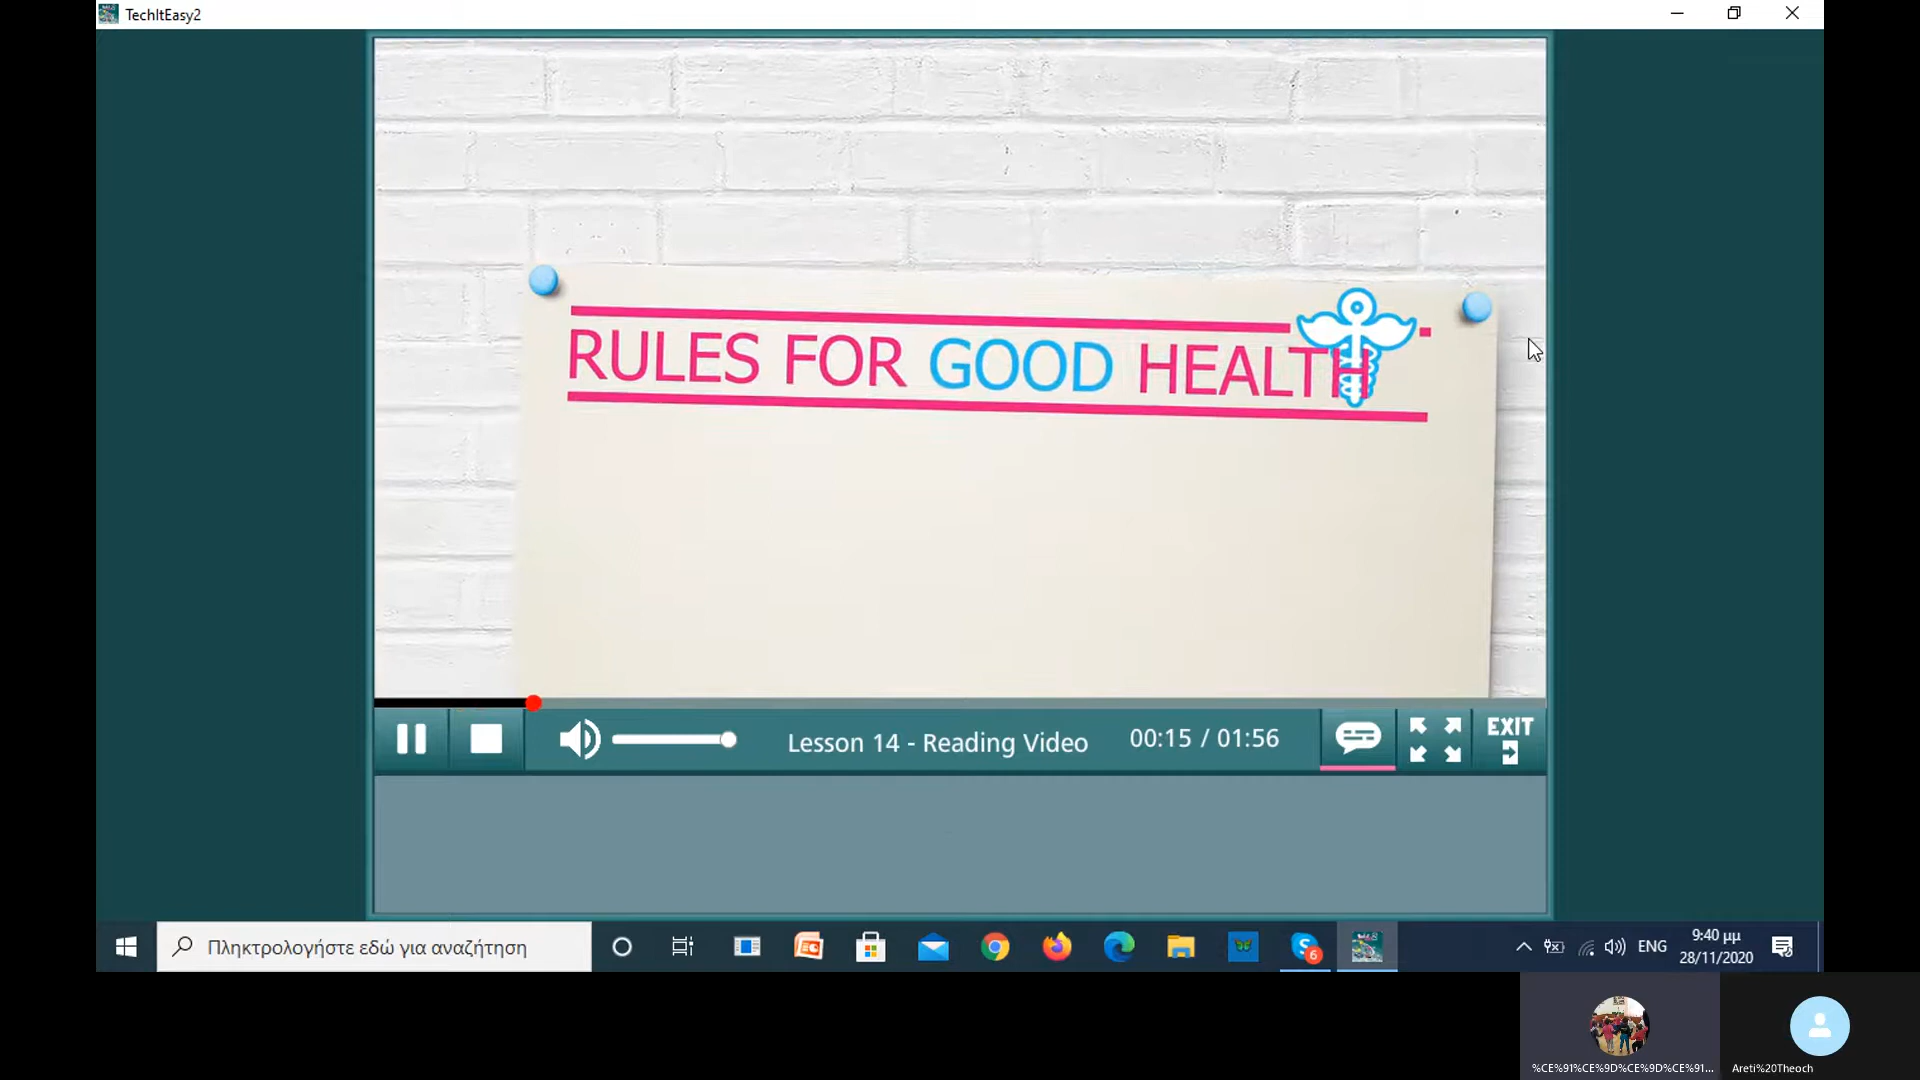 TechItEasy2
RULES FOR GOOD HEALTH
Lesson 14 - Reading Video
00:15 / 01:56
EXIT
Πληκτρολογήστε εδώ για αναζήτηση
6
ENG
9:40 μμ
28/11/2020
%CE%91%CE%9D%CE%9D%CE%91...
Areti%20Theoch